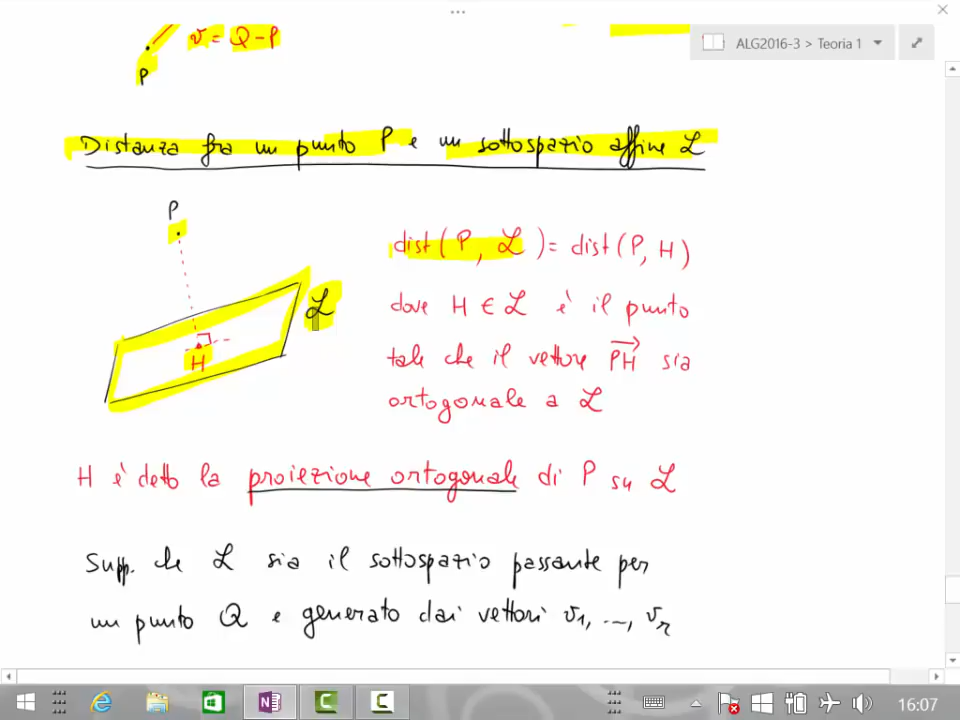 v = Q - P
P
ALG2016-3 > Teoria 1
Distanza fra un punto P e un sottospazio affine L
P
dist(P, L) = dist(P, H)
L
dove H ∈ L è il punto
H
tale che il vettore PH sia
ortogonale a L
H è detto la proiezione ortogonale di P su L
Supp. che L sia il sottospazio passante per
un punto Q e generato dai vettori v1, ..., vr
16:07